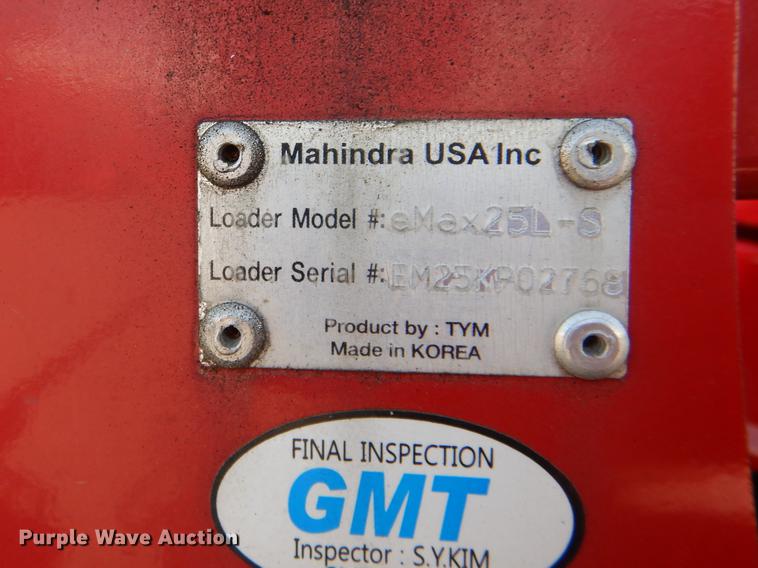 Mahindra USA Inc
Loader Model #: eMax25L-S
Loader Serial #: EM25KP02768
Product by : TYM
Made in KOREA
FINAL INSPECTION
GMT
Inspector : S.Y.KIM
Purple Wave Auction